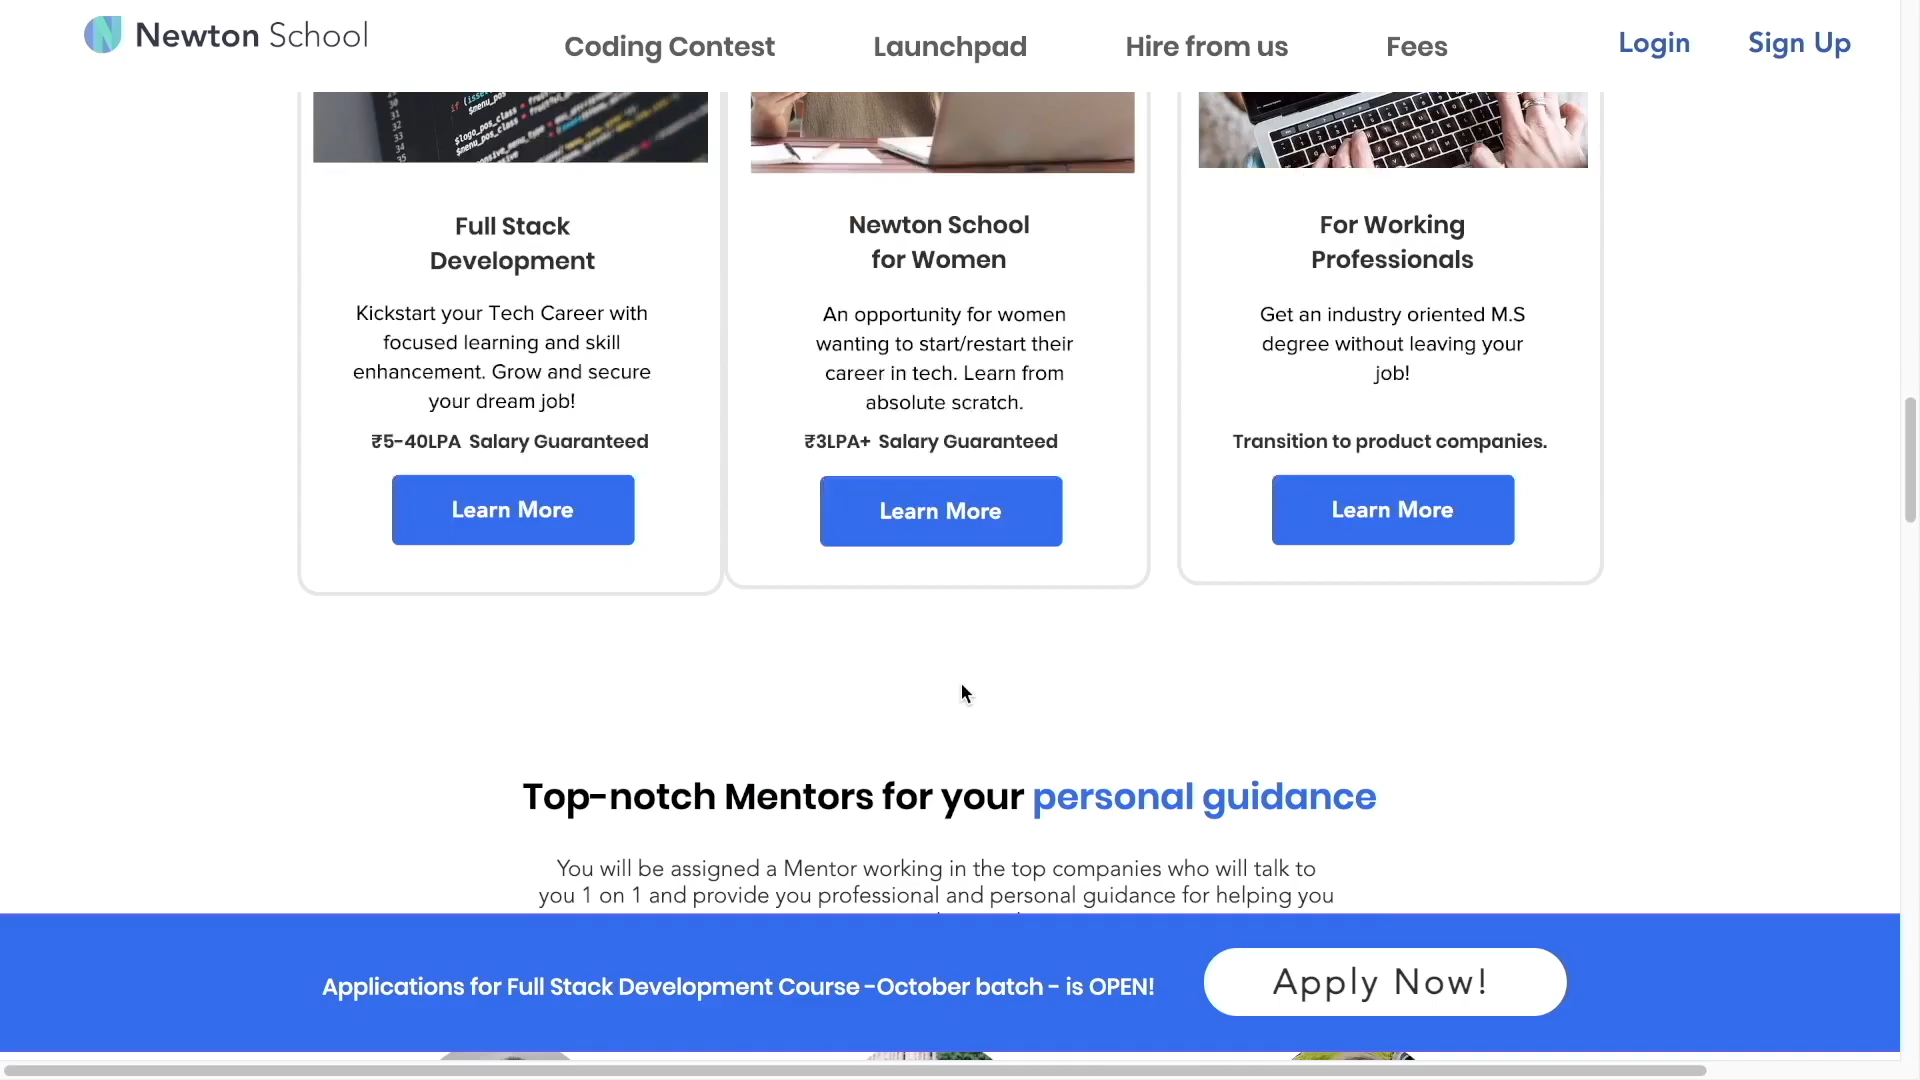 Newton School
Coding Contest
Launchpad
Hire from us
Fees
Login
Sign Up
Full Stack
Development
Kickstart your Tech Career with
focused learning and skill
enhancement. Grow and secure
your dream job!
₹5-40LPA Salary Guaranteed
Learn More
Newton School
for Women
An opportunity for women
wanting to start/restart their
career in tech. Learn from
absolute scratch.
₹3LPA+ Salary Guaranteed
Learn More
For Working
Professionals
Get an industry oriented M.S
degree without leaving your
job!
Transition to product companies.
Learn More
Top-notch Mentors for your personal guidance
You will be assigned a Mentor working in the top companies who will talk to
you 1 on 1 and provide you professional and personal guidance for helping you
Applications for Full Stack Development Course -October batch - is OPEN!
Apply Now!